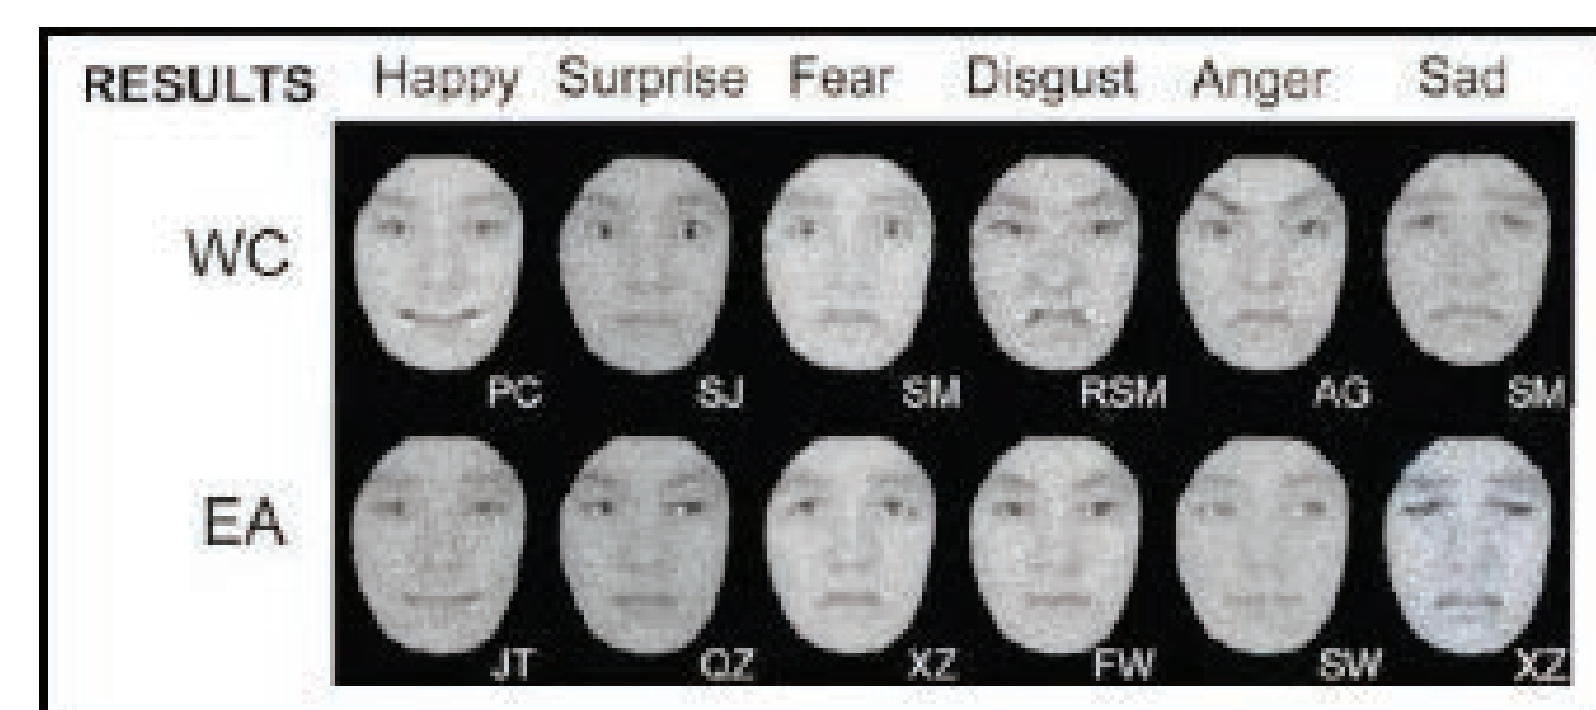 RESULTS Happy Surprise Fear Disgust Anger Sad
WC
PC SJ SM RSM AG SM
EA
JT QZ XZ FW SW XZ